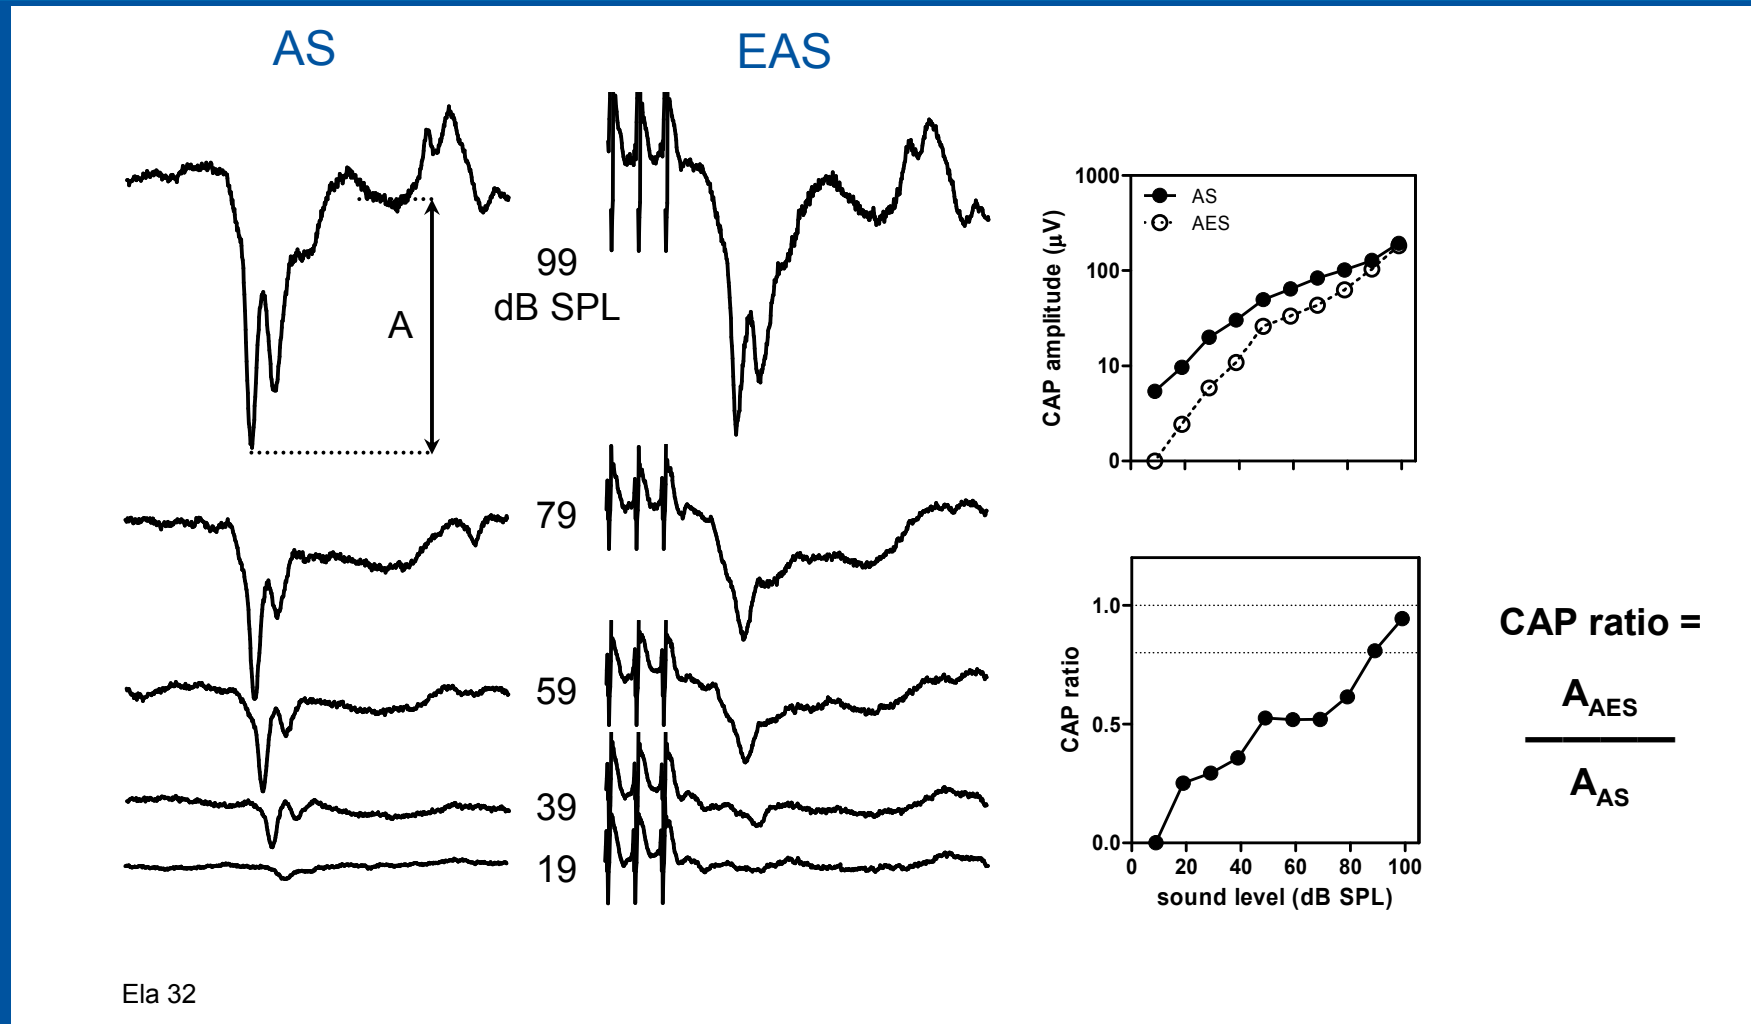 AS
EAS
99
dB SPL
A
79
59
39
19
1000
100
10
0
CAP amplitude (µV)
AS
AES
1.0
0.5
0.0
CAP ratio
0 20 40 60 80 100
sound level (dB SPL)
CAP ratio =
A_AES
A_AS
Ela 32